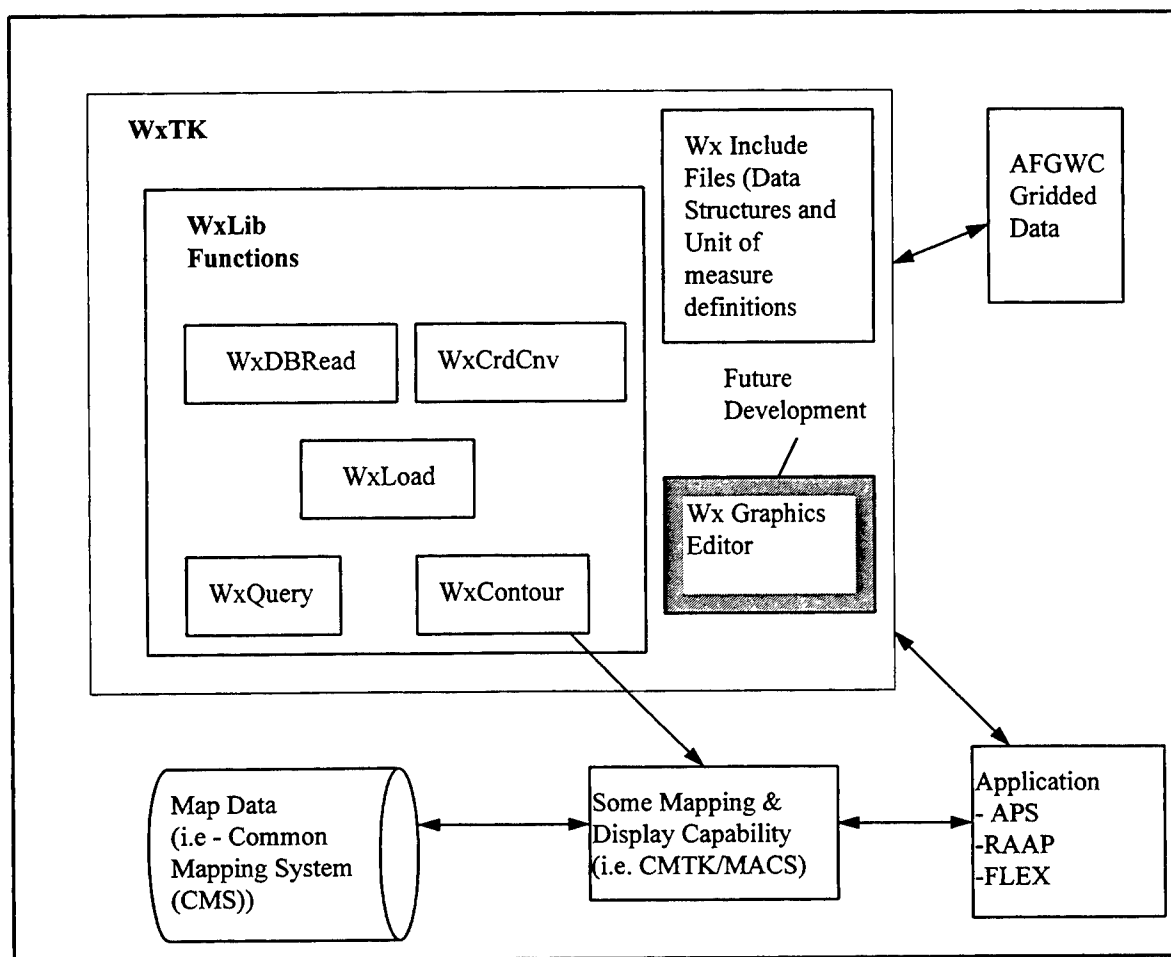 WxTK
WxLib
Functions
WxDBRead
WxCrdCnv
WxLoad
WxQuery
WxContour
Wx Include
Files (Data
Structures and
Unit of
measure
definitions
Future
Development
Wx Graphics
Editor
AFGWC
Gridded
Data
Map Data
(i.e - Common
Mapping System
(CMS))
Some Mapping &
Display Capability
(i.e. CMTK/MACS)
Application
- APS
-RAAP
-FLEX